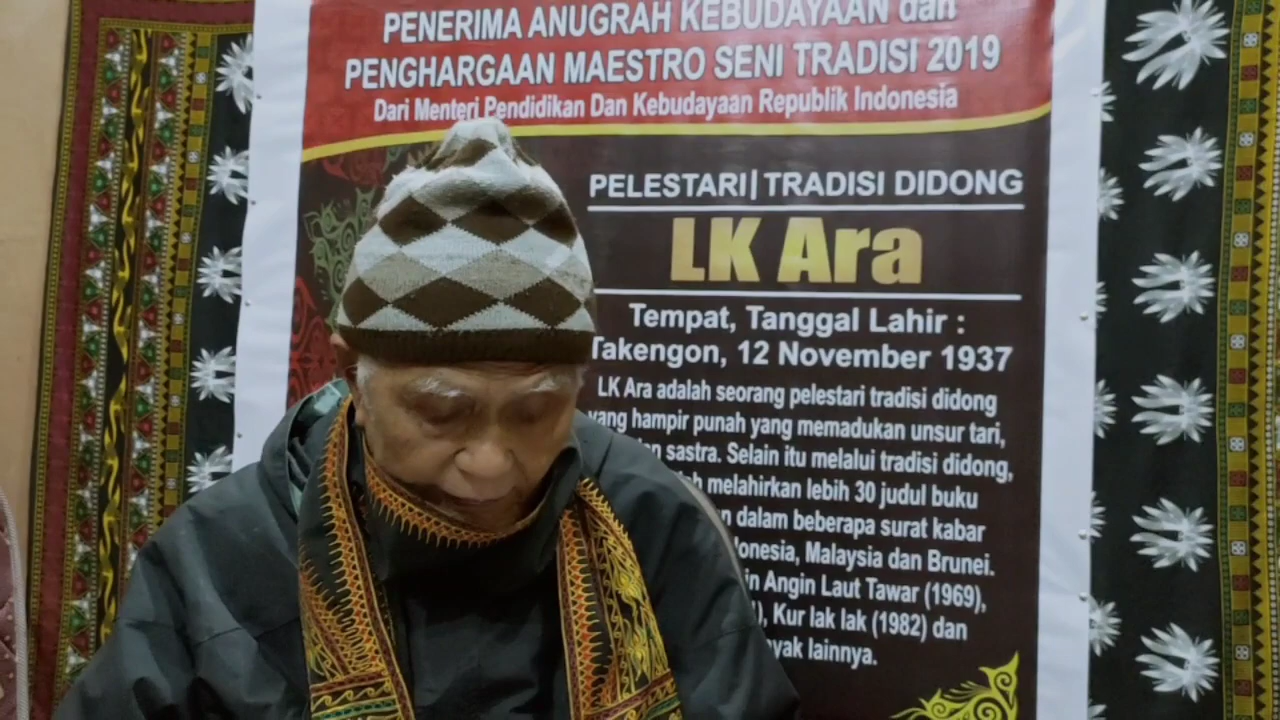 PENERIMA ANUGRAH KEBUDAYAAN dan
PENGHARGAAN MAESTRO SENI TRADISI 2019
Dari Menteri Pendidikan Dan Kebudayaan Republik Indonesia
PELESTARI | TRADISI DIDONG
LK Ara
Tempat, Tanggal Lahir :
Takengon, 12 November 1937
LK Ara adalah seorang pelestari tradisi didong
yang hampir punah yang memadukan unsur tari,
sastra. Selain itu melalui tradisi didong,
melahirkan lebih 30 judul buku
dalam beberapa surat kabar
Malaysia dan Brunei.
Angin Laut Tawar (1969),
Kur lak lak (1982) dan
lainnya.